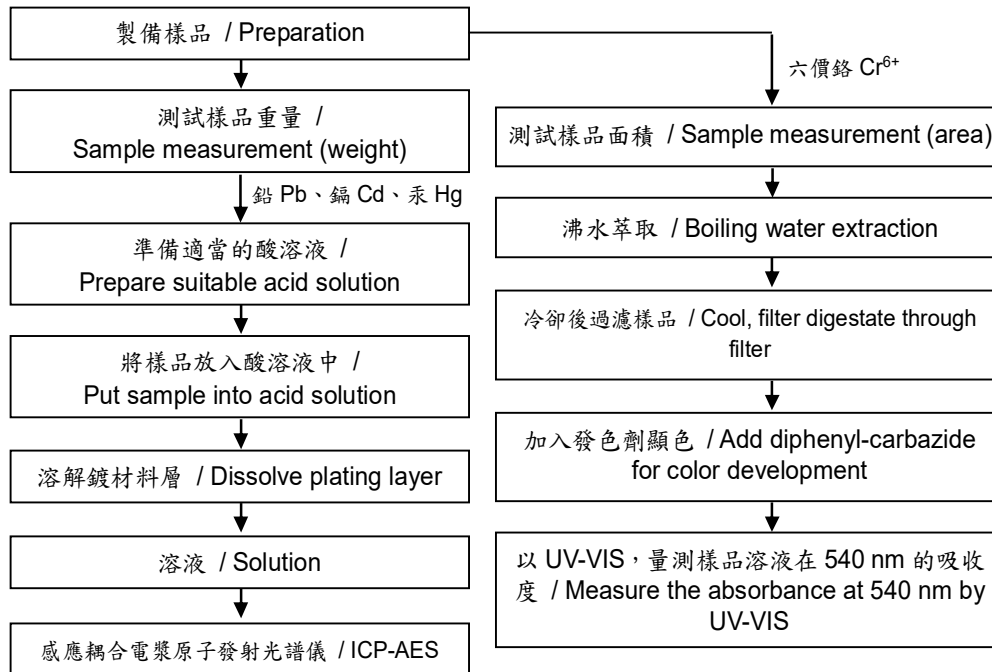 製備樣品 / Preparation
測試樣品重量 /
Sample measurement (weight)
鉛 Pb、鎘 Cd、汞 Hg
準備適當的酸溶液 /
Prepare suitable acid solution
將樣品放入酸溶液中 /
Put sample into acid solution
溶解鍍材料層 / Dissolve plating layer
溶液 / Solution
感應耦合電漿原子發射光譜儀 / ICP-AES
六價鉻 Cr⁶⁺
測試樣品面積 / Sample measurement (area)
沸水萃取 / Boiling water extraction
冷卻後過濾樣品 / Cool, filter digestate through
filter
加入發色劑顯色 / Add diphenyl-carbazide
for color development
以 UV-VIS,量測樣品溶液在 540 nm 的吸收
度 / Measure the absorbance at 540 nm by
UV-VIS